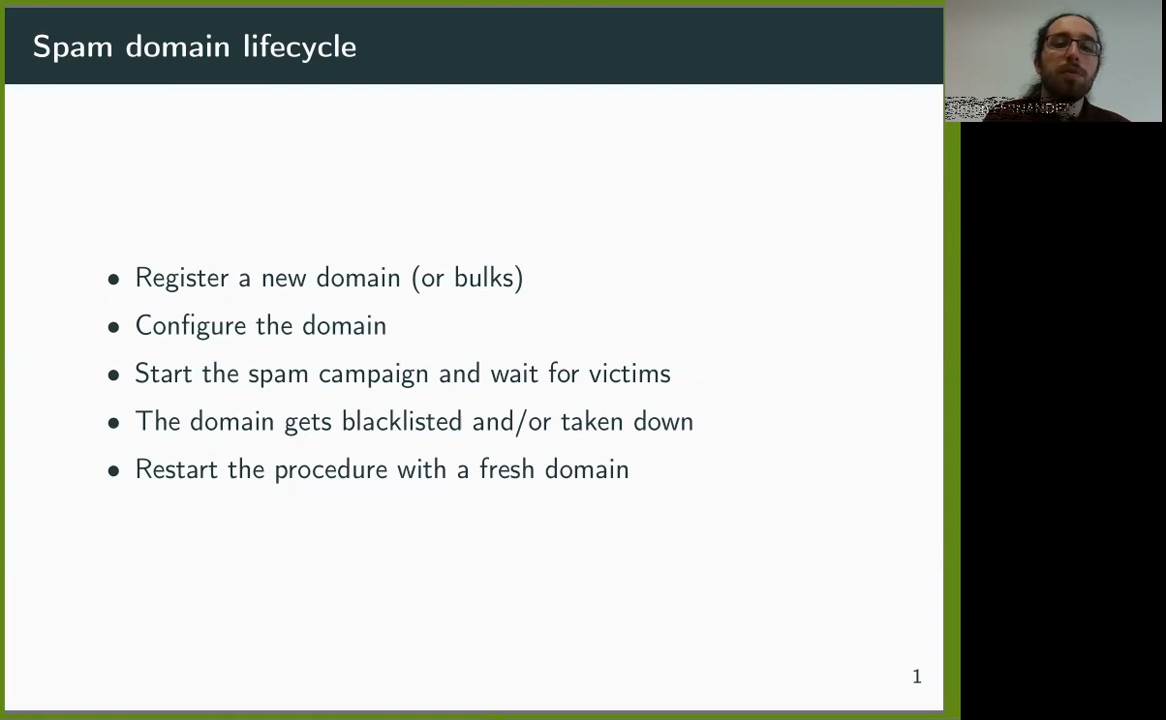 Spam domain lifecycle
• Register a new domain (or bulks)
• Configure the domain
• Start the spam campaign and wait for victims
• The domain gets blacklisted and/or taken down
• Restart the procedure with a fresh domain
1